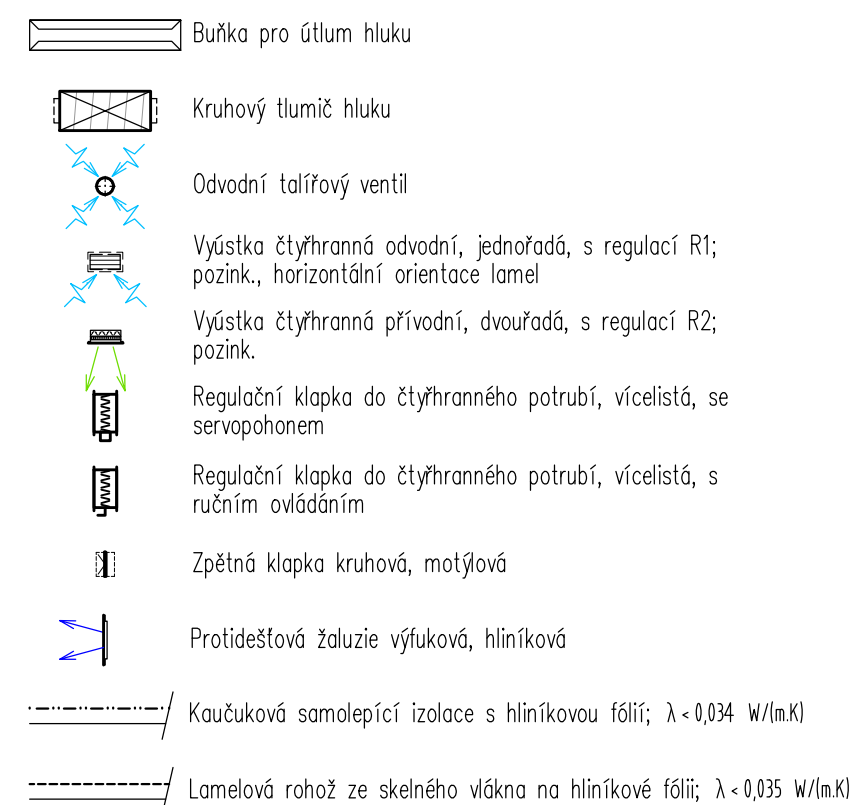 Buňka pro útlum hluku
Kruhový tlumič hluku
Odvodní talířový ventil
Vyústka čtyřhranná odvodní, jednořadá, s regulací R1;
pozink., horizontální orientace lamel
Vyústka čtyřhranná přívodní, dvouřadá, s regulací R2;
pozink.
Regulační klapka do čtyřhranného potrubí, vícelistá, se
servopohonem
Regulační klapka do čtyřhranného potrubí, vícelistá, s
ručním ovládáním
Zpětná klapka kruhová, motýlová
Protidešťová žaluzie výfuková, hliníková
Kaučuková samolepící izolace s hliníkovou fólií; λ < 0,034 W/(m.K)
Lamelová rohož ze skelného vlákna na hliníkové fólii; λ < 0,035 W/(m.K)